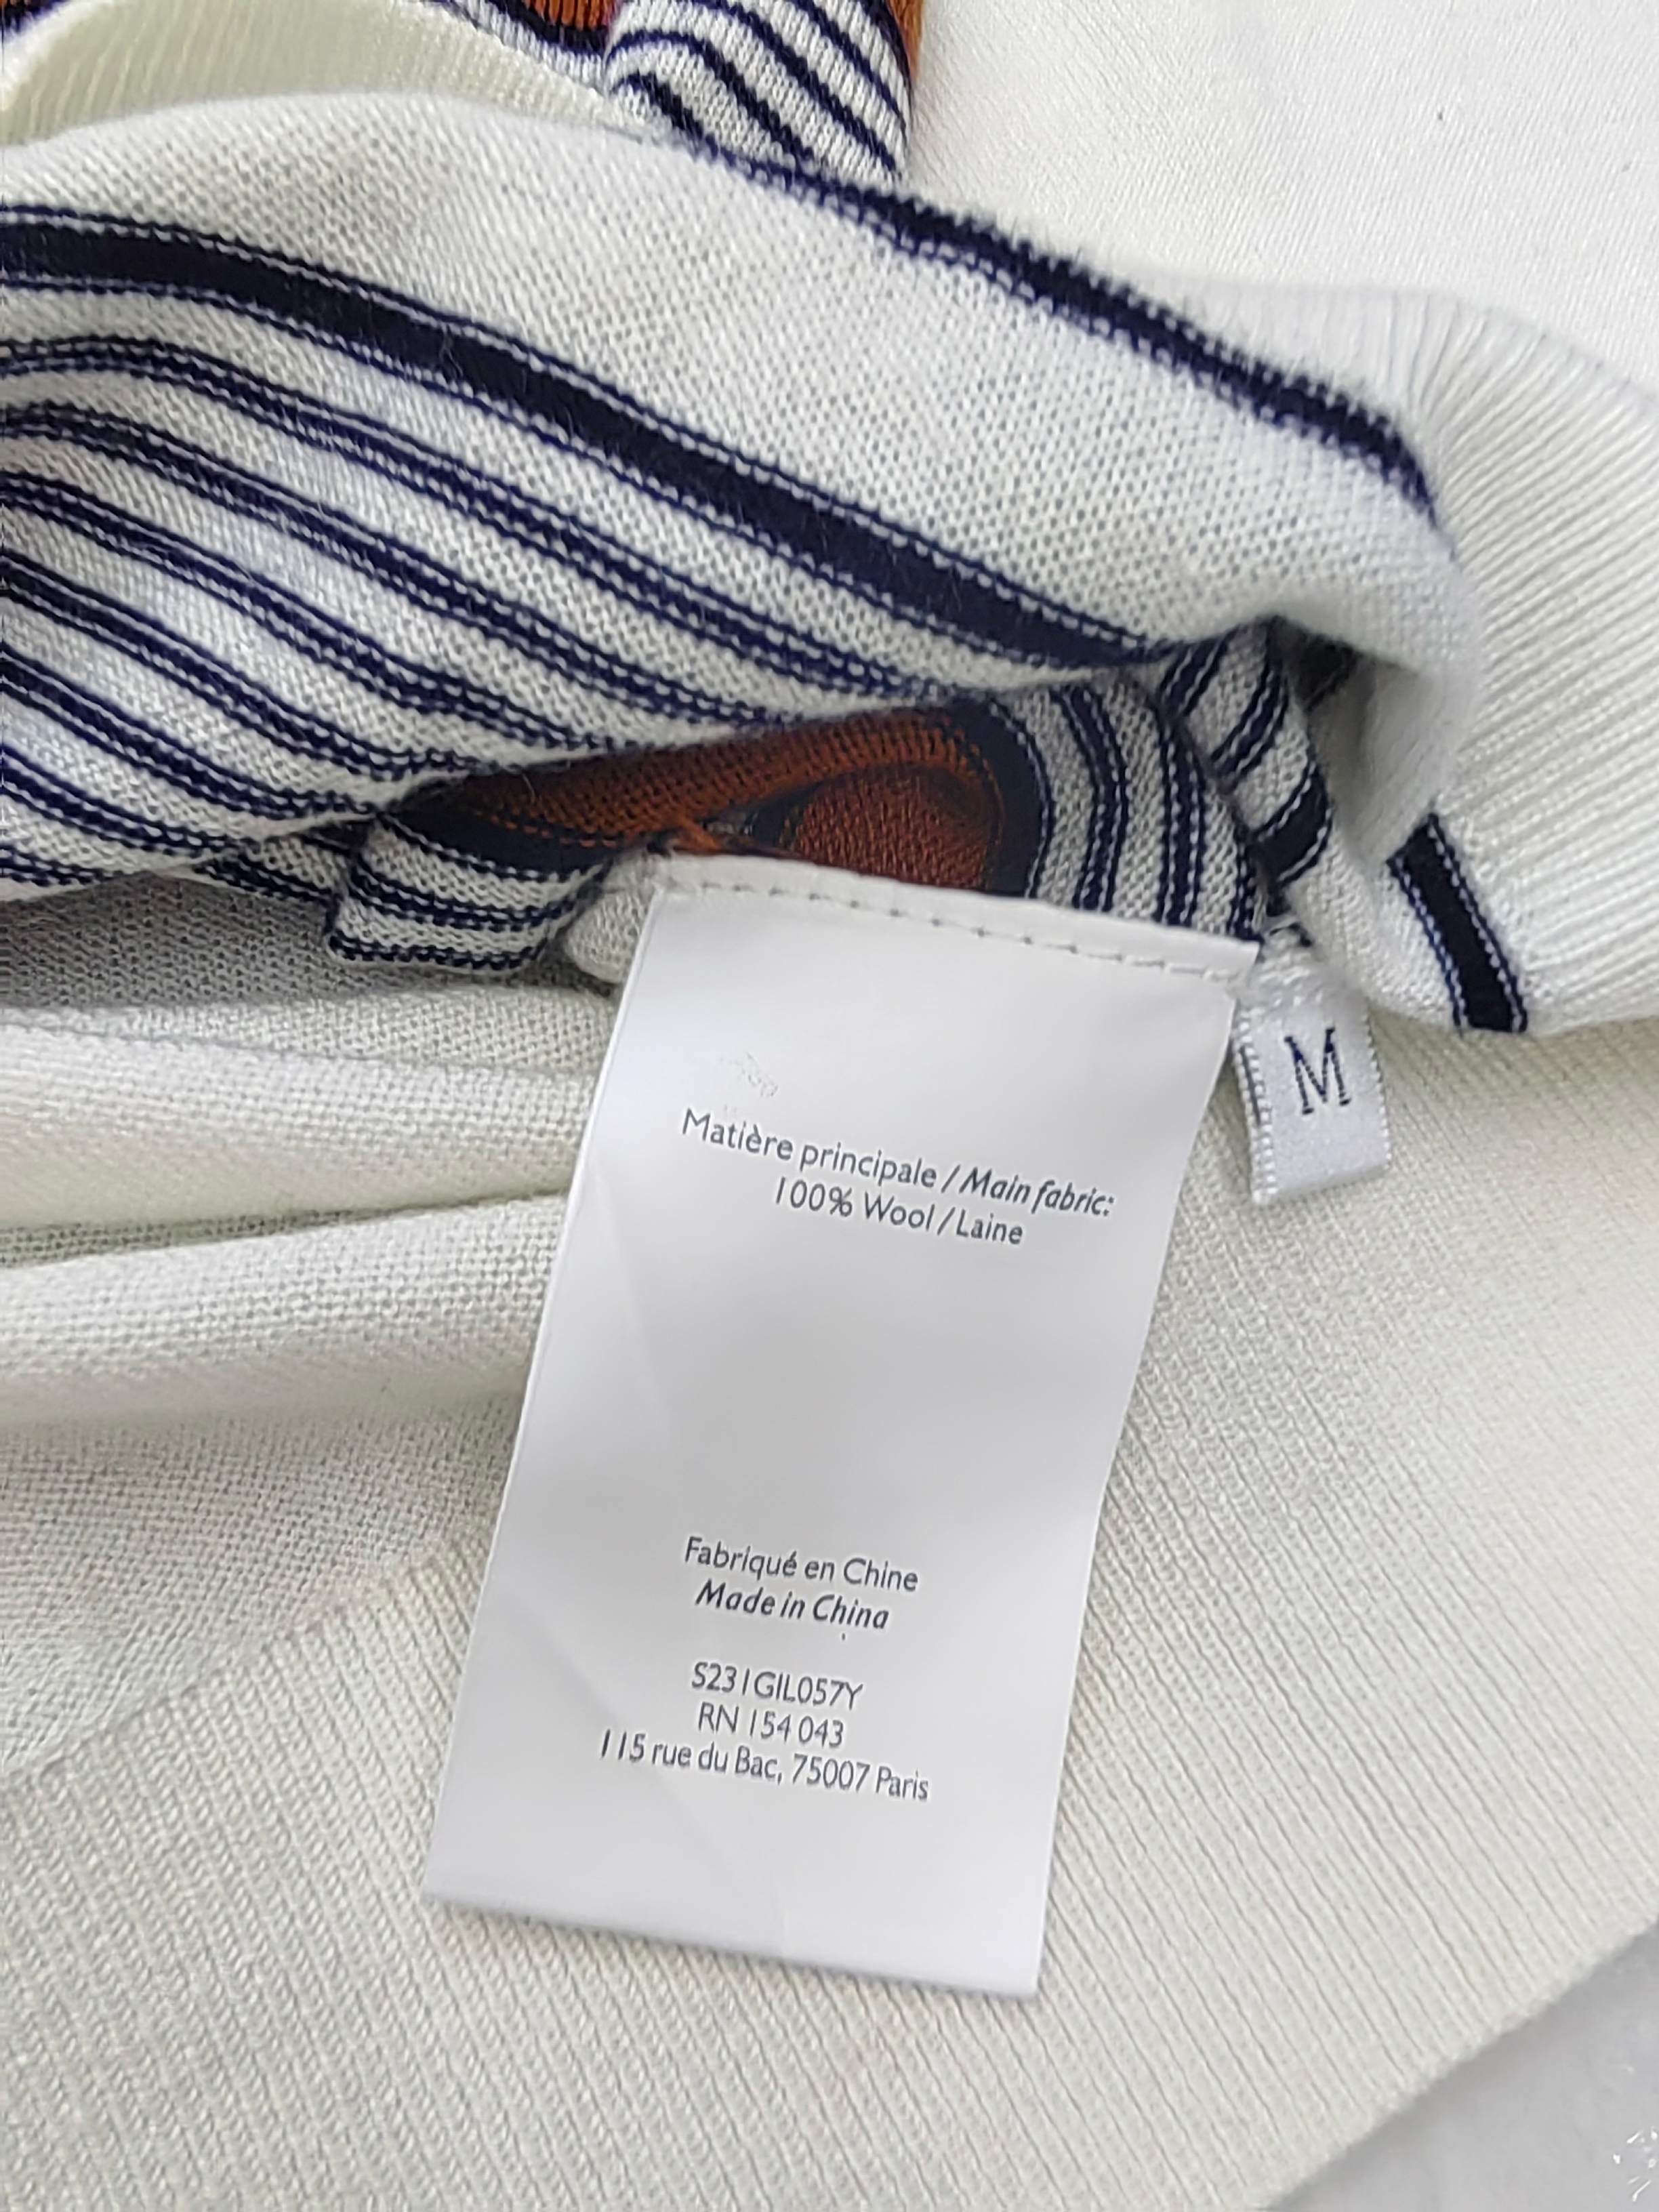 Matière principale / Main fabric:
100% Wool / Laine
Fabriqué en Chine
Made in China
S231GIL057Y
RN 154 043
115 rue du Bac, 75007 Paris
M